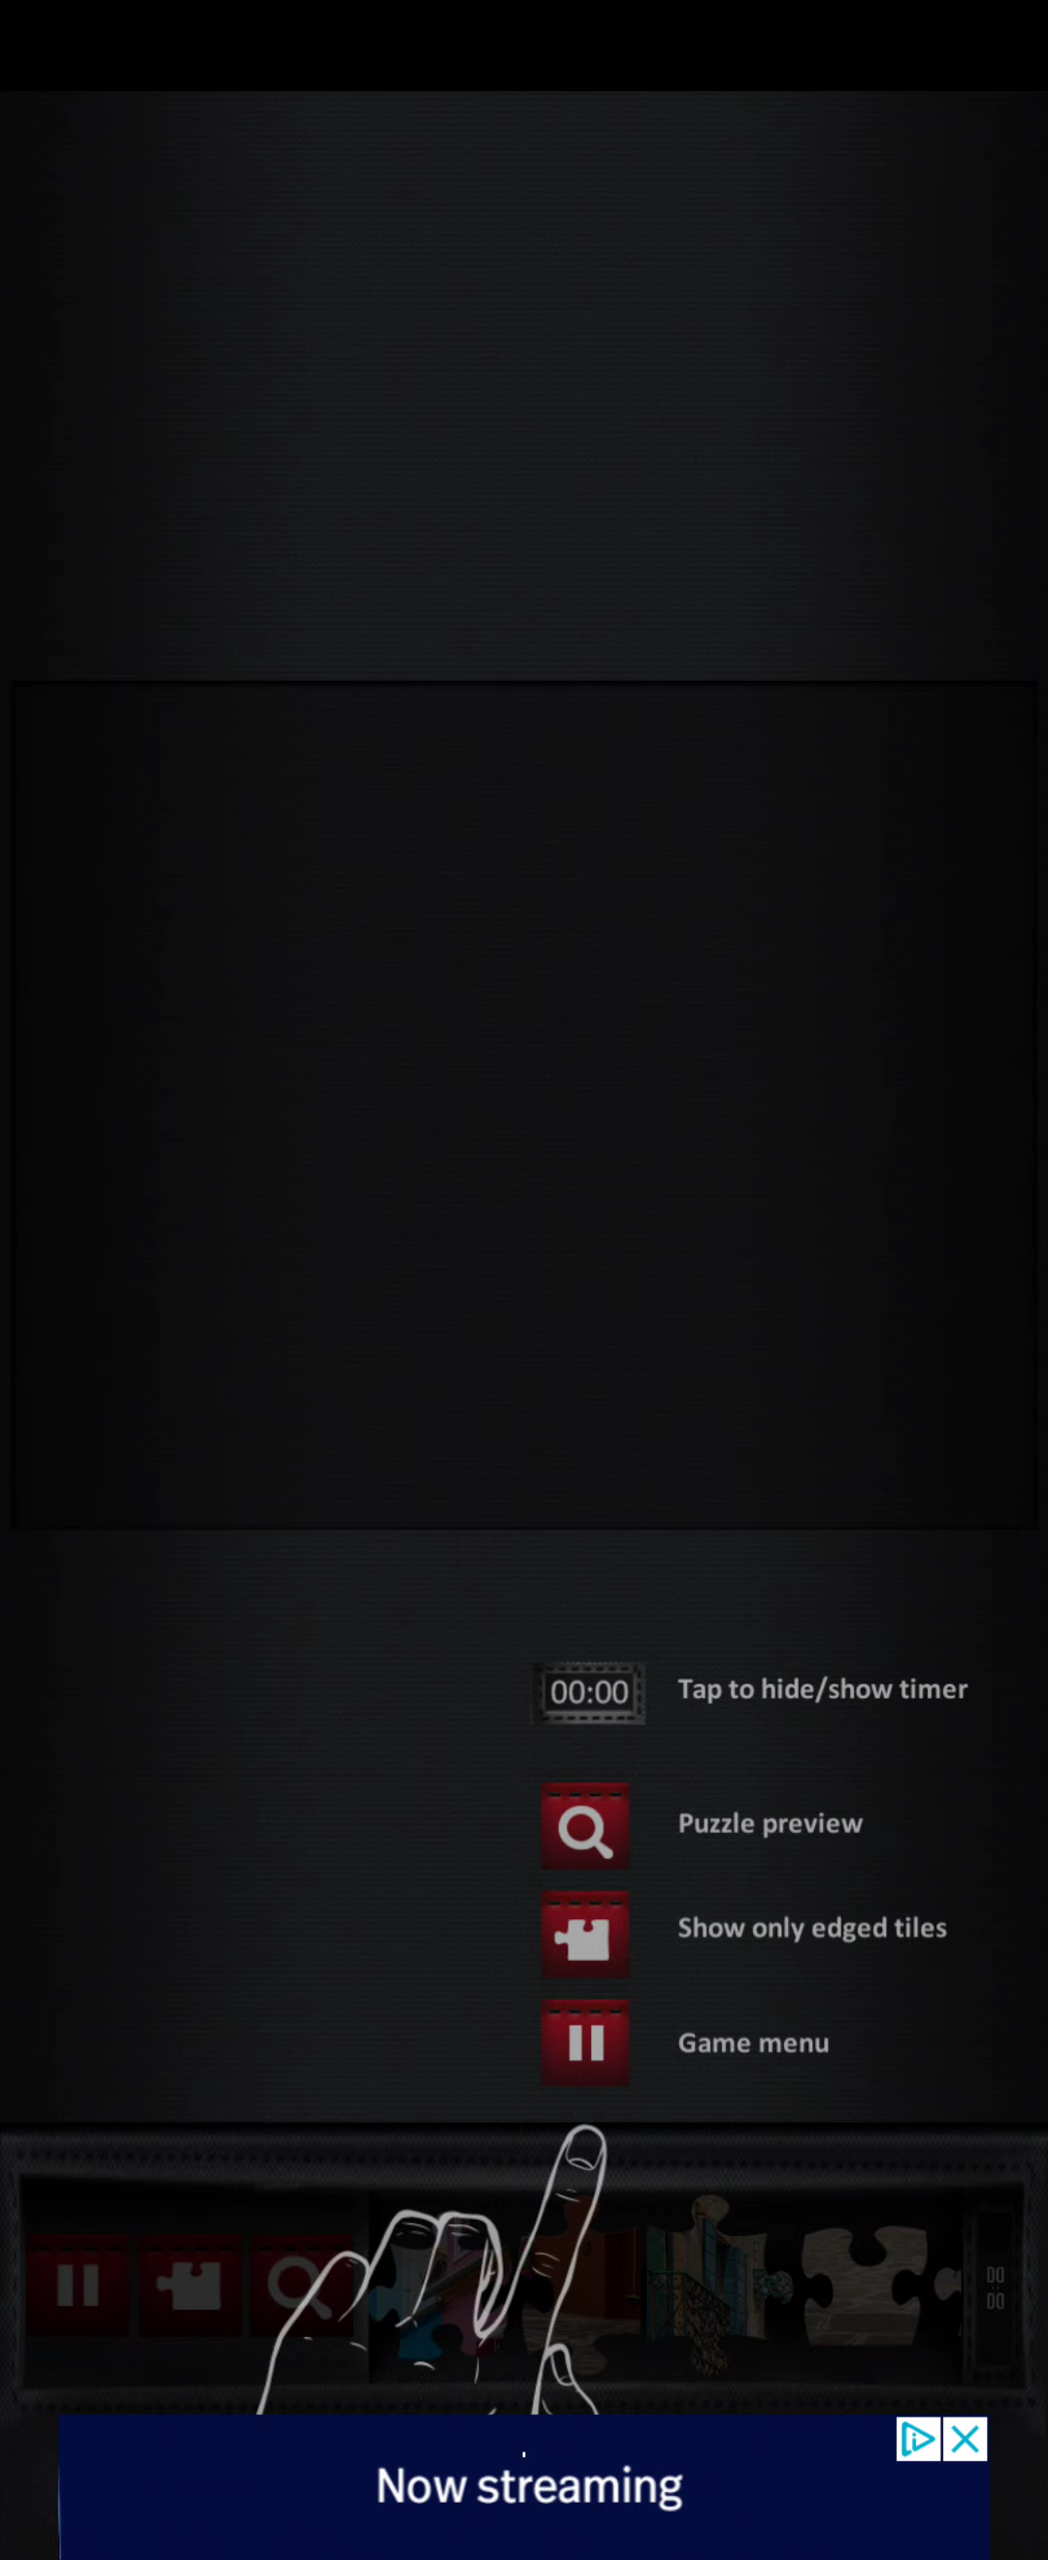 00:00 Tap to hide/show timer
Puzzle preview
Show only edged tiles
Game menu
Now streaming